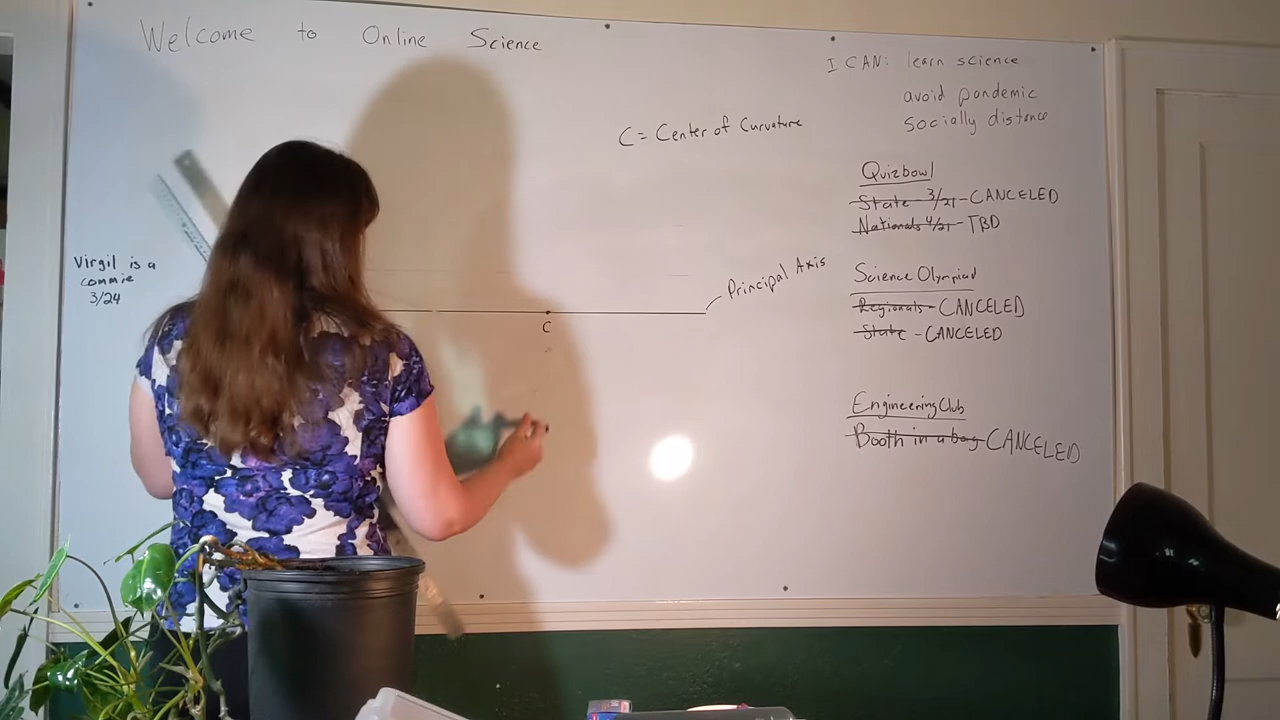 Welcome to Online Science
I CAN: learn science
avoid pandemic
socially distance
C = Center of Curvature
Quizbowl
State 3/21 - CANCELED
Nationals 4/21 - TBD
Virgil is a
commie
3/24
Principal Axis
C
Science Olympiad
Regionals - CANCELED
State - CANCELED
Engineering Club
Booth in a bag CANCELED